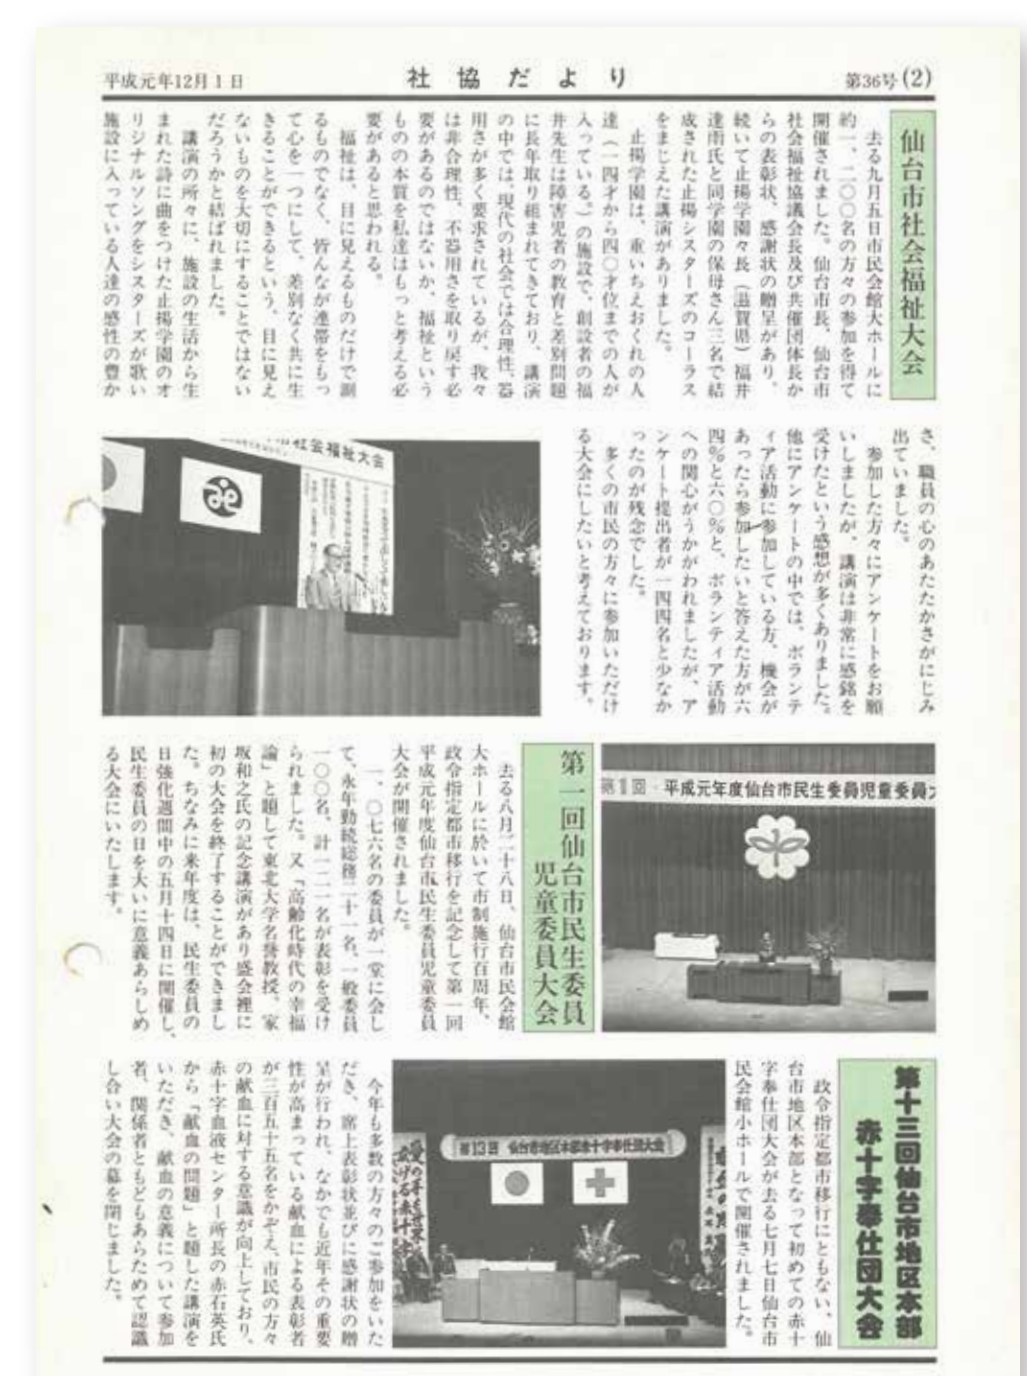 平成元年12月1日
社協だより
第36号(2)
仙台市社会福祉大会
去る九月五日市民会館大ホールに
約一、二〇〇名の方々の参加を得て
開催されました。仙台市長、仙台市
社会福祉協議会長及び共催団体長か
らの表彰状、感謝状の贈呈があり、
続いて止揚学園々長(滋賀県)福井
達雨氏と同学園の保母さん三名で結
成された止揚シスターズのコーラス
をまじえた講演がありました。
止揚学園は、重いちえおくれの人
達(一四才から四〇才位までの人が
入っている。)の施設で、創設者の福
井先生は障害児者の教育と差別問題
に長年取り組まれてきており、講演
の中では、現代の社会では合理性、器
用さが多く要求されているが、我々
は非合理性、不器用さを取り戻す必
要があるのではないか、福祉という
ものの本質を私達はもっと考える必
要があると思われる。
福祉は、目に見えるものだけで測
るものでなく、皆んなが連帯をもっ
て心を一つにして、差別なく共に生
きることができるという、目に見え
ないものを大切にすることではない
だろうかと結ばれました。
講演の所々に、施設の生活から生
まれた詩に曲をつけた止揚学園のオ
リジナルソングをシスターズが歌い
施設に入っている人達の感性の豊か
さ、職員の心のあたたかさがにじみ
出ていました。
参加した方々にアンケートをお願
いしましたが、講演は非常に感銘を
受けたという感想が多くありました。
他にアンケートの中では、ボランテ
ィア活動に参加している方、機会が
あったら参加したいと答えた方が六
四%と六〇%と、ボランティア活動
への関心がうかがわれましたが、ア
ンケート提出者が一四四名と少なか
ったのが残念でした。
多くの市民の方々に参加いただけ
る大会にしたいと考えております。
社会福祉大会
第1回・平成元年度仙台市民生委員児童委員大
第一回仙台市民生委員
児童委員大会
去る八月二十八日、仙台市民会館
大ホールに於いて市制施行百周年、
政令指定都市移行を記念して第一回
平成元年度仙台市民生委員児童委員
大会が開催されました。
一、〇七六名の委員が一堂に会し
て、永年勤続総務二十一名、一般委員
一〇〇名、計一二一名が表彰を受け
られました。又「高齢化時代の幸福
論」と題して東北大学名誉教授、家
坂和之氏の記念講演があり盛会裡に
初の大会を終了することができまし
た。ちなみに来年度は、民生委員の
日強化週間中の五月十四日に開催し、
民生委員の日を大いに意義あらしめ
る大会にいたします。
第十三回仙台市地区本部
赤十字奉仕団大会
政令指定都市移行にともない、仙
台市地区本部となって初めての赤十
字奉仕団大会が去る七月七日仙台市
民会館小ホールで開催されました。
第13回 仙台市地区本部赤十字奉仕団大会
今年も多数の方々のご参加をいた
だき、席上表彰状並びに感謝状の贈
呈が行われ、なかでも近年その重要
性が高まっている献血による表彰者
が三百五十五名をかぞえ、市民の方々
の献血に対する意識が向上しており、
赤十字血液センター所長の赤石英氏
から「献血の問題」と題した講演を
いただき、献血の意義について参加
者、関係者ともどもあらためて認識
し合い大会の幕を閉じました。